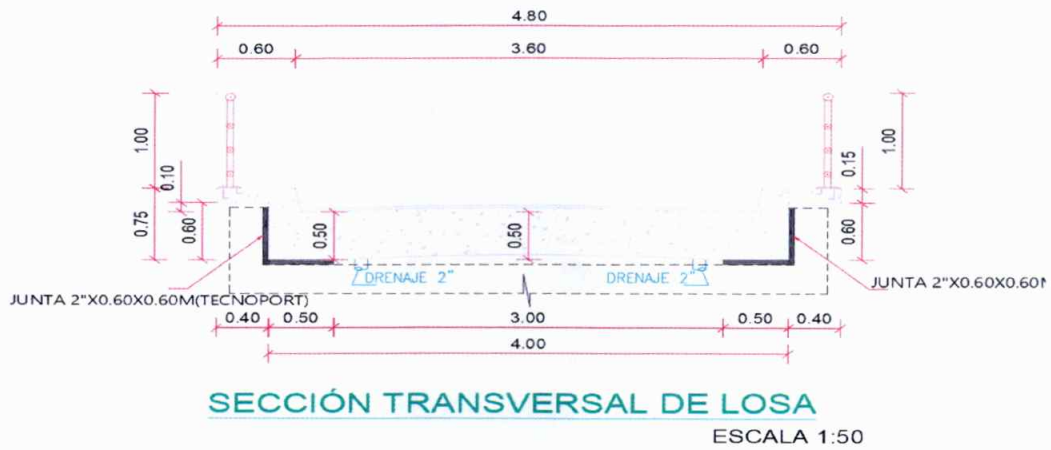 4.80
0.60 3.60 0.60
1.00 1.00
0.10 0.15
0.75 0.60 0.50 0.50 0.60
DRENAJE 2" DRENAJE 2"
JUNTA 2"X0.60X0.60M(TECNOPORT) JUNTA 2"X0.60X0.60M
0.40 0.50 3.00 0.50 0.40
4.00
SECCIÓN TRANSVERSAL DE LOSA
ESCALA 1:50